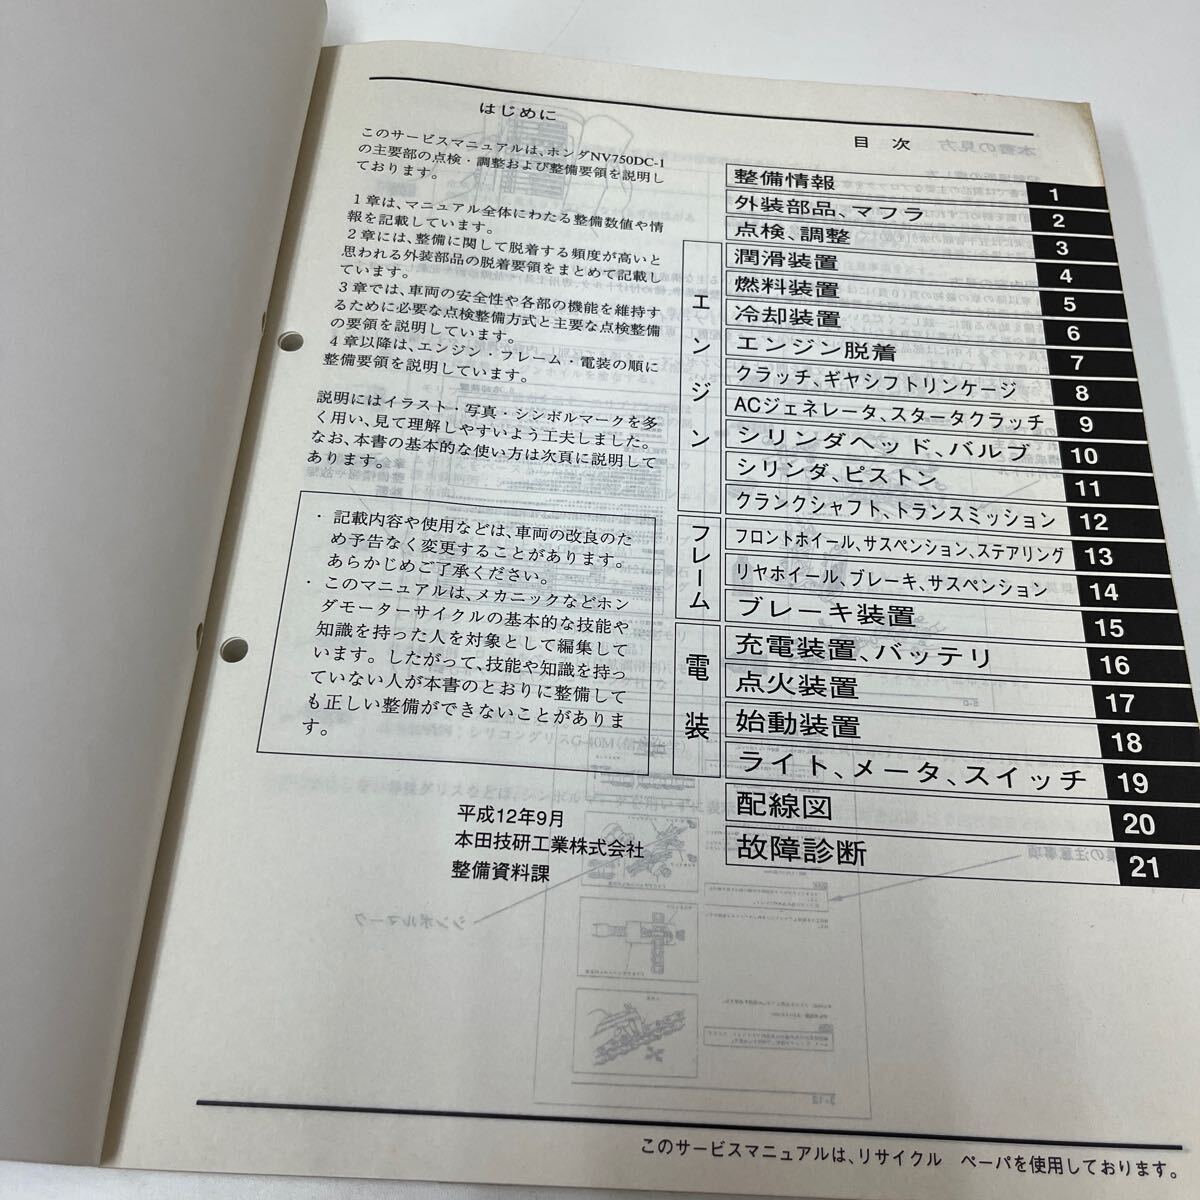 はじめに
このサービスマニュアルは、ホンダNV750DC-1
の主要部の点検・調整および整備要領を説明し
ております。
1章は、マニュアル全体にわたる整備数値や情
報を記載しています。
2章には、整備に関して脱着する頻度が高いと
思われる外装部品の脱着要領をまとめて記載し
ています。
3章では、車両の安全性や各部の機能を維持す
るために必要な点検整備方式と主要な点検整備
の要領を説明しています。
4章以降は、エンジン・フレーム・電装の順に
整備要領を説明しています。
説明にはイラスト・写真・シンボルマークを多
く用い、見て理解しやすいよう工夫しました。
なお、本書の基本的な使い方は次頁に説明して
あります。
・記載内容や使用などは、車両の改良のた
め予告なく変更することがあります。
あらかじめご了承ください。
・このマニュアルは、メカニックなどホン
ダモーターサイクルの基本的な技能や
知識を持った人を対象として編集して
います。したがって、技能や知識を持っ
ていない人が本書のとおりに整備して
も正しい整備ができないことがありま
す。
平成12年9月
本田技研工業株式会社
整備資料課
目次
整備情報 1
外装部品、マフラ 2
点検、調整 3
エンジン
潤滑装置 4
燃料装置 5
冷却装置 6
エンジン脱着 7
クラッチ、ギヤシフトリンケージ 8
ACジェネレータ、スタータクラッチ 9
シリンダヘッド、バルブ 10
シリンダ、ピストン 11
クランクシャフト、トランスミッション 12
フレーム
フロントホイール、サスペンション、ステアリング 13
リヤホイール、ブレーキ、サスペンション 14
ブレーキ装置 15
電装
充電装置、バッテリ 16
点火装置 17
始動装置 18
ライト、メータ、スイッチ 19
配線図 20
故障診断 21
このサービスマニュアルは、リサイクル ペーパを使用しております。